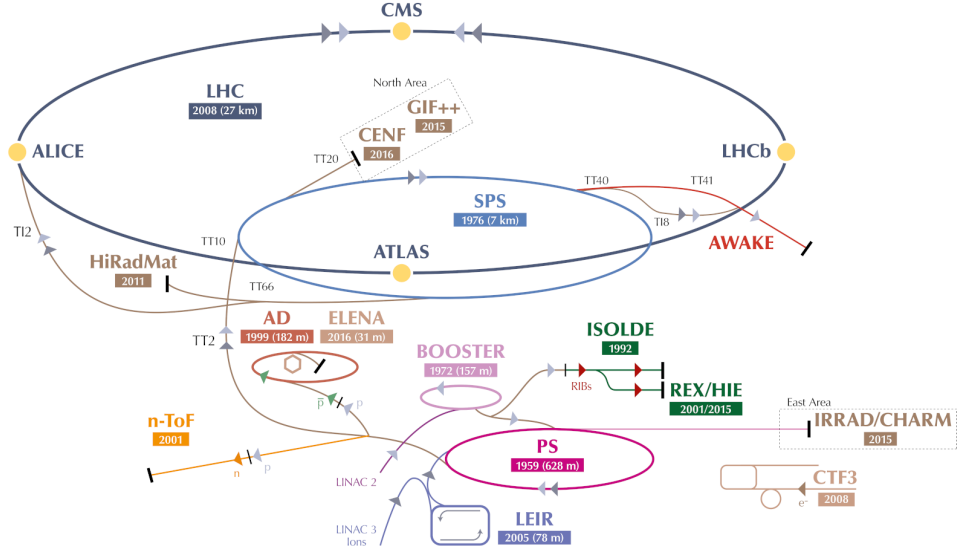 CMS
LHC
2008 (27 km)
North Area
GIF++
2015
CENF
2016
TT20
ALICE
LHCb
TT40
TT41
SPS
1976 (7 km)
TI8
TI2
TT10
AWAKE
ATLAS
HiRadMat
2011
TT66
AD
1999 (182 m)
ELENA
2016 (31 m)
TT2
ISOLDE
1992
BOOSTER
1972 (157 m)
RIBs
REX/HIE
2001/2015
p̅
p
East Area
n-ToF
2001
IRRAD/CHARM
2015
n
p
PS
1959 (628 m)
LINAC 2
CTF3
2008
e-
LEIR
2005 (78 m)
LINAC 3
Ions